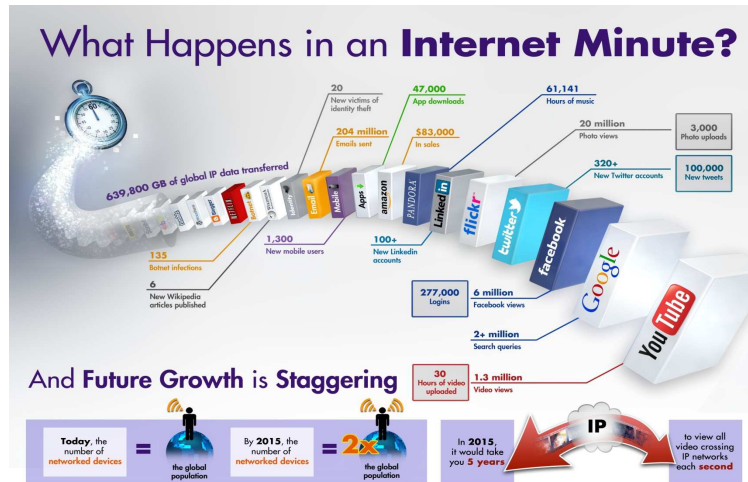 What Happens in an Internet Minute?
60
639,800 GB of global IP data transferred
20
New victims of
identity theft
47,000
App downloads
61,141
Hours of music
204 million
Emails sent
$83,000
In sales
20 million
Photo views
3,000
Photo uploads
320+
New Twitter accounts
100,000
New tweets
135
Botnet infections
6
New Wikipedia
articles published
1,300
New mobile users
100+
New Linkedin
accounts
277,000
Logins
6 million
Facebook views
2+ million
Search queries
30
Hours of video
uploaded
1.3 million
Video views
Blogger
NETFLIX
Botnet
Identity
Email
Mobile
Apps
amazon
PANDORA
Linked in
flickr
twitter
facebook
Google
YouTube
And Future Growth is Staggering
Today, the
number of
networked devices
=
the global
population
By 2015, the
number of
networked devices
=
2x
the global
population
In 2015,
it would take
you 5 years
IP
to view all
video crossing
IP networks
each second